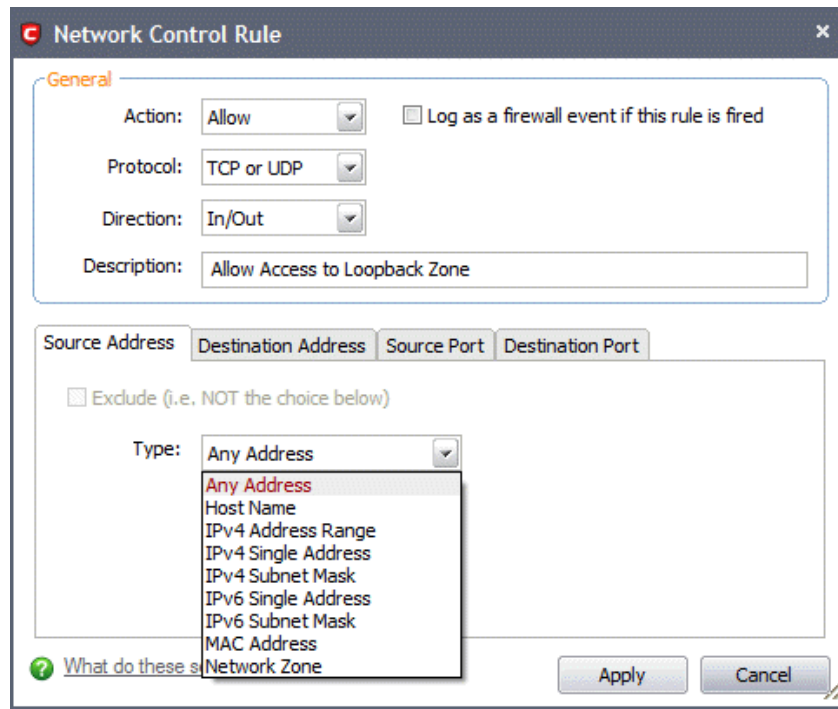 Network Control Rule
General
Action: Allow
Log as a firewall event if this rule is fired
Protocol: TCP or UDP
Direction: In/Out
Description: Allow Access to Loopback Zone
Source Address Destination Address Source Port Destination Port
Exclude (i.e. NOT the choice below)
Type: Any Address
Any Address
Host Name
IPv4 Address Range
IPv4 Single Address
IPv4 Subnet Mask
IPv6 Single Address
IPv6 Subnet Mask
MAC Address
Network Zone
What do these s
Apply Cancel